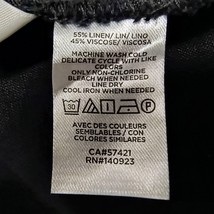 55% LINEN/ LIN/ LINO
45% VISCOSE/ VISCOSA
MACHINE WASH COLD
DELICATE CYCLE WITH LIKE
COLORS
ONLY NON-CHLORINE
BLEACH WHEN NEEDED
LINE DRY
COOL IRON WHEN NEEDED
30
AVEC DES COULEURS
SEMBLABLES / CON
COLORES SIMILARES
CA#57421
RN#140923